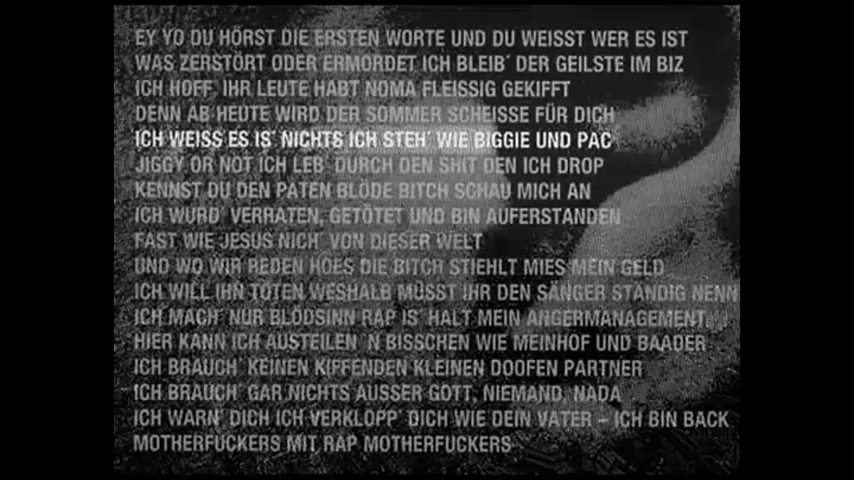 EY YO DU HÖRST DIE ERSTEN WORTE UND DU WEISST WER ES IST
WAS ZERSTÖRT ODER ERMORDET ICH BLEIB´ DER GEILSTE IM BIZ
ICH HOFF´ IHR LEUTE HABT NOMA FLEISSIG GEKIFFT
DENN AB HEUTE WIRD DER SOMMER SCHEISSE FÜR DICH
ICH WEISS ES IS´ NICHTS ICH STEH´ WIE BIGGIE UND PAC
JIGGY OR NOT ICH LEB´ DURCH DEN SHIT DEN ICH DROP
KENNST DU DEN PATEN BLÖDE BITCH SCHAU MICH AN
ICH WURD´ VERRATEN, GETÖTET UND BIN AUFERSTANDEN
FAST WIE JESUS NICH´ VON DIESER WELT
UND WO WIR REDEN HOES DIE BITCH STIEHLT MIES MEIN GELD
ICH WILL IHN TÖTEN WESHALB MÜSST IHR DEN SÄNGER STÄNDIG NENN
ICH MACH´ NUR BLÖDSINN RAP IS´ HALT MEIN ANGERMANAGEMENT
HIER KANN ICH AUSTEILEN ´N BISSCHEN WIE MEINHOF UND BAADER
ICH BRAUCH´ KEINEN KIFFENDEN KLEINEN DOOFEN PARTNER
ICH BRAUCH´ GAR NICHTS AUSSER GOTT, NIEMAND, NADA
ICH WARN´ DICH ICH VERKLOPP´ DICH WIE DEIN VATER – ICH BIN BACK
MOTHERFUCKERS MIT RAP MOTHERFUCKERS